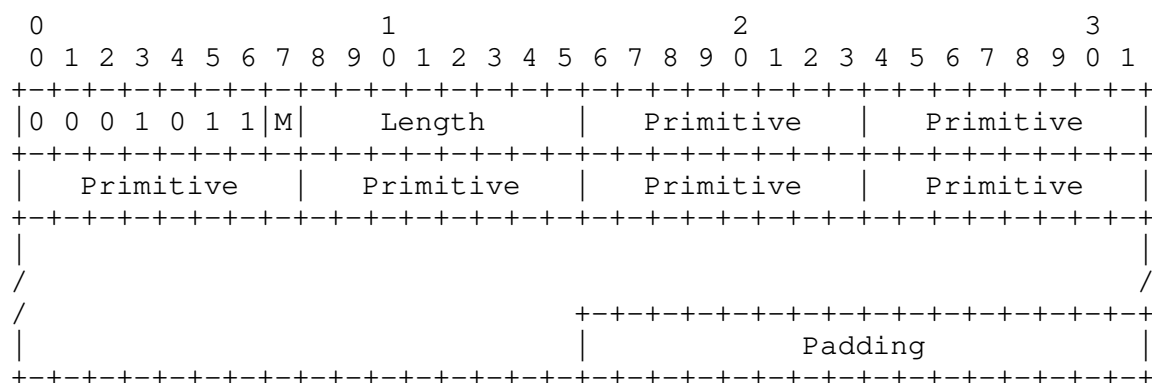 0                   1                   2                   3
 0 1 2 3 4 5 6 7 8 9 0 1 2 3 4 5 6 7 8 9 0 1 2 3 4 5 6 7 8 9 0 1
+-+-+-+-+-+-+-+-+-+-+-+-+-+-+-+-+-+-+-+-+-+-+-+-+-+-+-+-+-+-+-+-+
|0 0 0 1 0 1 1|M|    Length     |   Primitive   |   Primitive   |
+-+-+-+-+-+-+-+-+-+-+-+-+-+-+-+-+-+-+-+-+-+-+-+-+-+-+-+-+-+-+-+-+
|   Primitive   |   Primitive   |   Primitive   |   Primitive   |
+-+-+-+-+-+-+-+-+-+-+-+-+-+-+-+-+-+-+-+-+-+-+-+-+-+-+-+-+-+-+-+-+
|                                                               |
/                                                               /
/                               +-+-+-+-+-+-+-+-+-+-+-+-+-+-+-+-+
|                               |            Padding            |
+-+-+-+-+-+-+-+-+-+-+-+-+-+-+-+-+-+-+-+-+-+-+-+-+-+-+-+-+-+-+-+-+